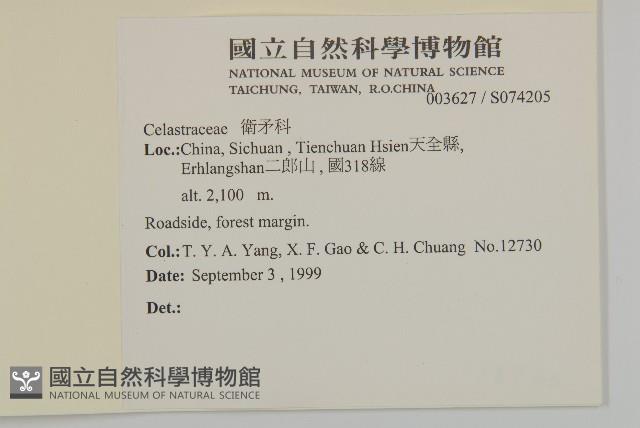 國立自然科學博物館
NATIONAL MUSEUM OF NATURAL SCIENCE
TAICHUNG, TAIWAN, R.O.CHINA
003627 / S074205
Celastraceae 衛矛科
Loc.:China, Sichuan , Tienchuan Hsien天全縣,
Erhlangshan二郎山 , 國318線
alt. 2,100 m.
Roadside, forest margin.
Col.: T. Y. A. Yang, X. F. Gao & C. H. Chuang No.12730
Date: September 3 , 1999
Det.:
國立自然科學博物館
NATIONAL MUSEUM OF NATURAL SCIENCE